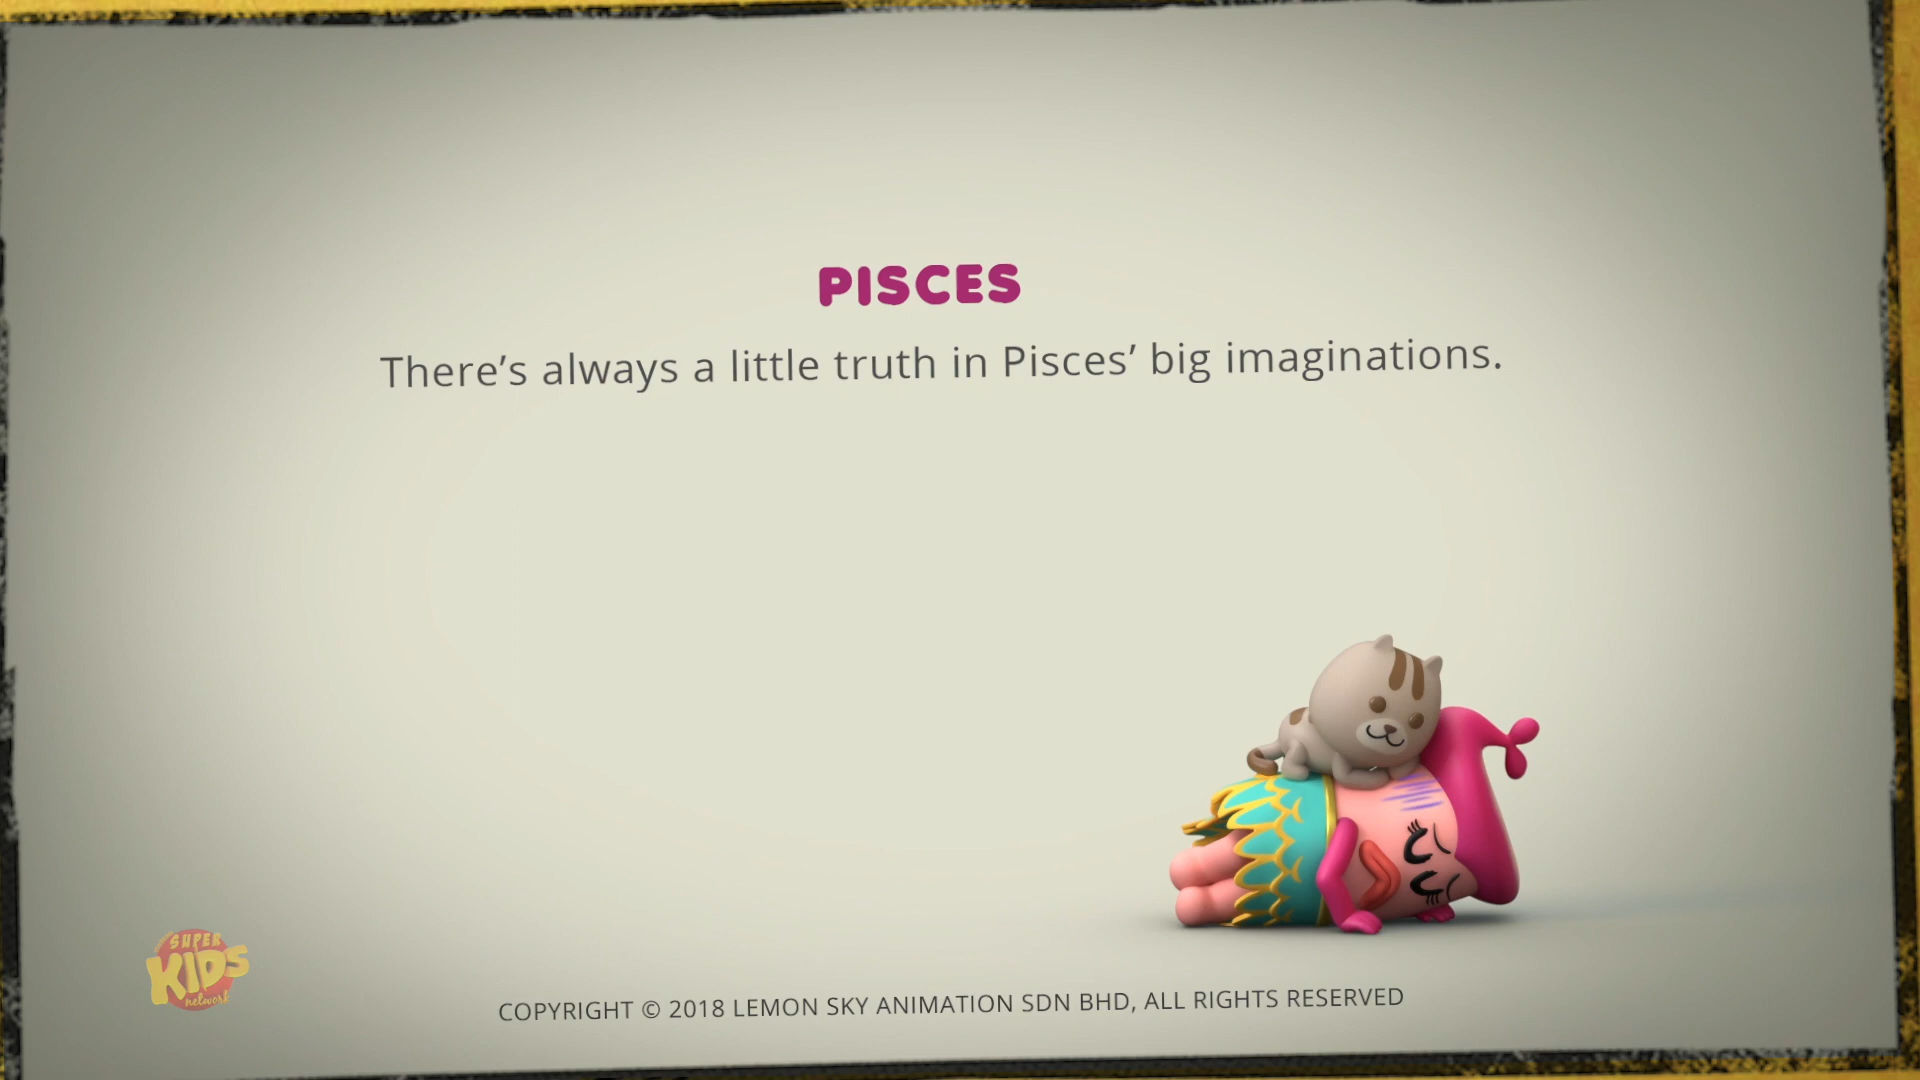 PISCES
There’s always a little truth in Pisces’ big imaginations.
SUPER
KIDS
network
COPYRIGHT © 2018 LEMON SKY ANIMATION SDN BHD, ALL RIGHTS RESERVED